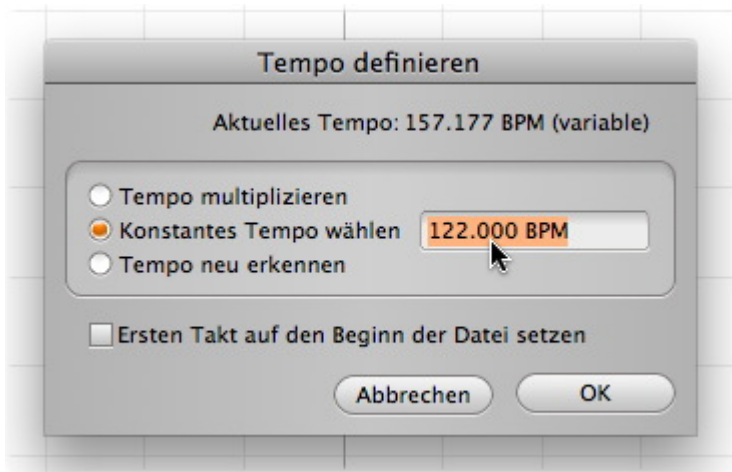 Tempo definieren
Aktuelles Tempo: 157.177 BPM (variable)
Tempo multiplizieren
Konstantes Tempo wählen 122.000 BPM
Tempo neu erkennen
Ersten Takt auf den Beginn der Datei setzen
Abbrechen OK